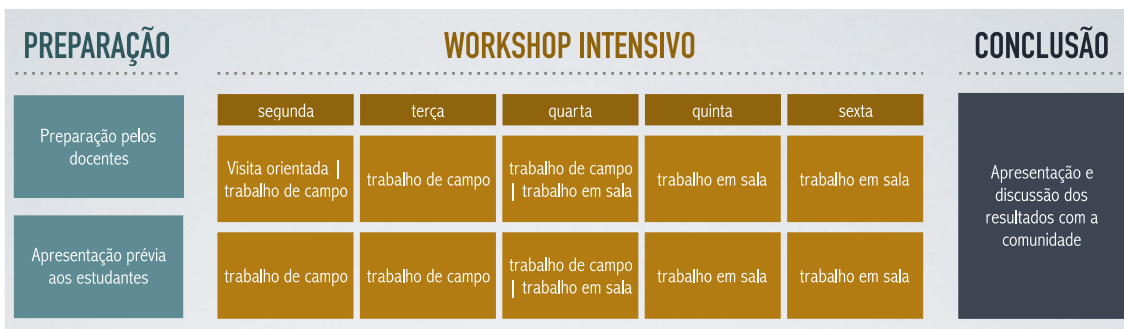 PREPARAÇÃO
Preparação pelos
docentes
Apresentação prévia
aos estudantes
WORKSHOP INTENSIVO
segunda
terça
quarta
quinta
sexta
Visita orientada |
trabalho de campo
trabalho de campo
trabalho de campo
| trabalho em sala
trabalho em sala
trabalho em sala
trabalho de campo
trabalho de campo
trabalho de campo
| trabalho em sala
trabalho em sala
trabalho em sala
CONCLUSÃO
Apresentação e
discussão dos
resultados com a
comunidade